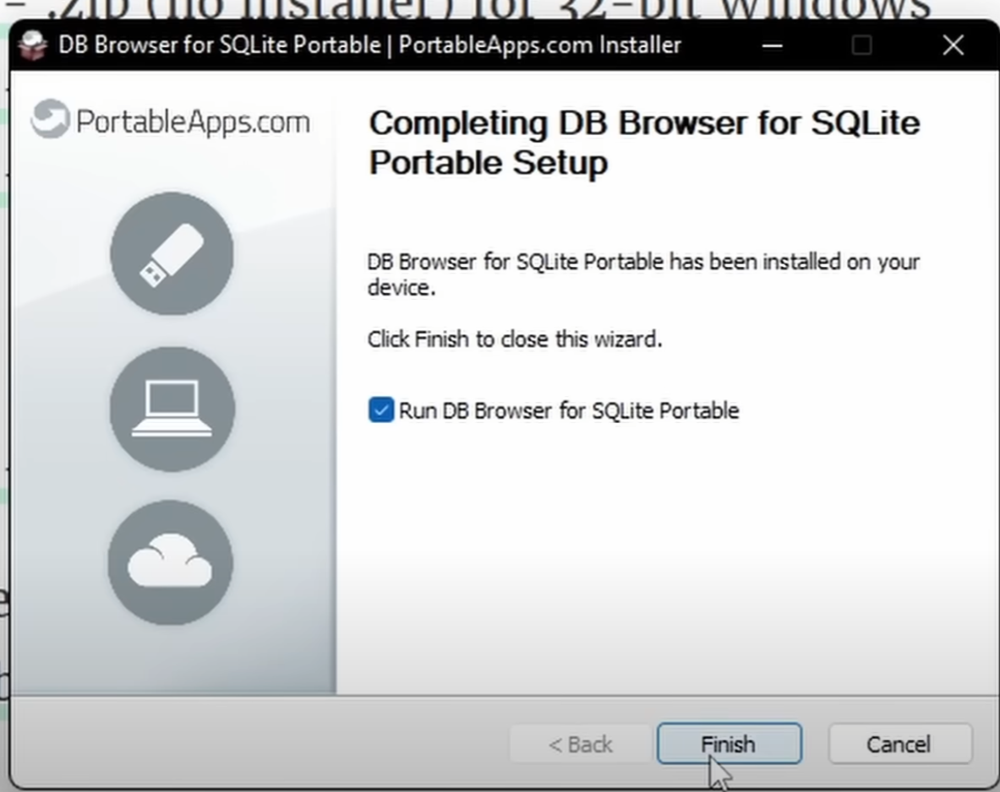 - .zip (no installer) for 32-bit Windows
DB Browser for SQLite Portable | PortableApps.com Installer
PortableApps.com
Completing DB Browser for SQLite
Portable Setup
DB Browser for SQLite Portable has been installed on your
device.
Click Finish to close this wizard.
Run DB Browser for SQLite Portable
< Back
Finish
Cancel